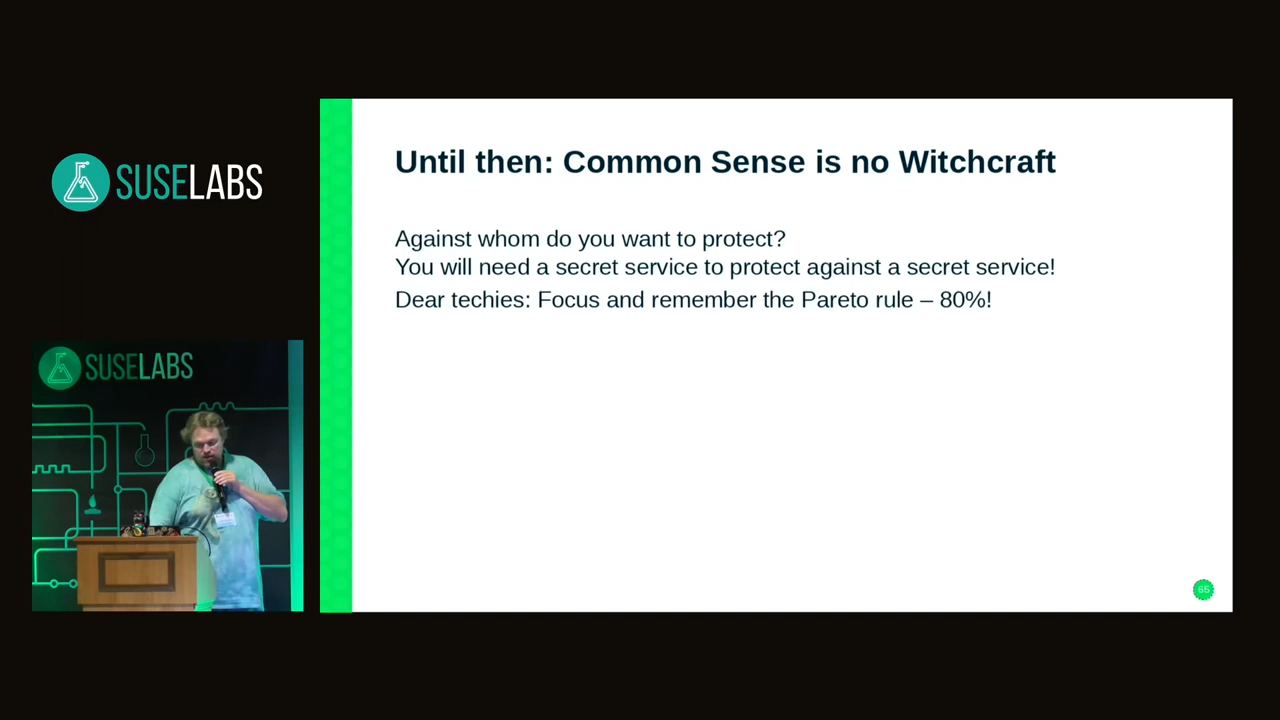 SUSELABS
Until then: Common Sense is no Witchcraft
Against whom do you want to protect?
You will need a secret service to protect against a secret service!
Dear techies: Focus and remember the Pareto rule – 80%!
SUSELABS
65